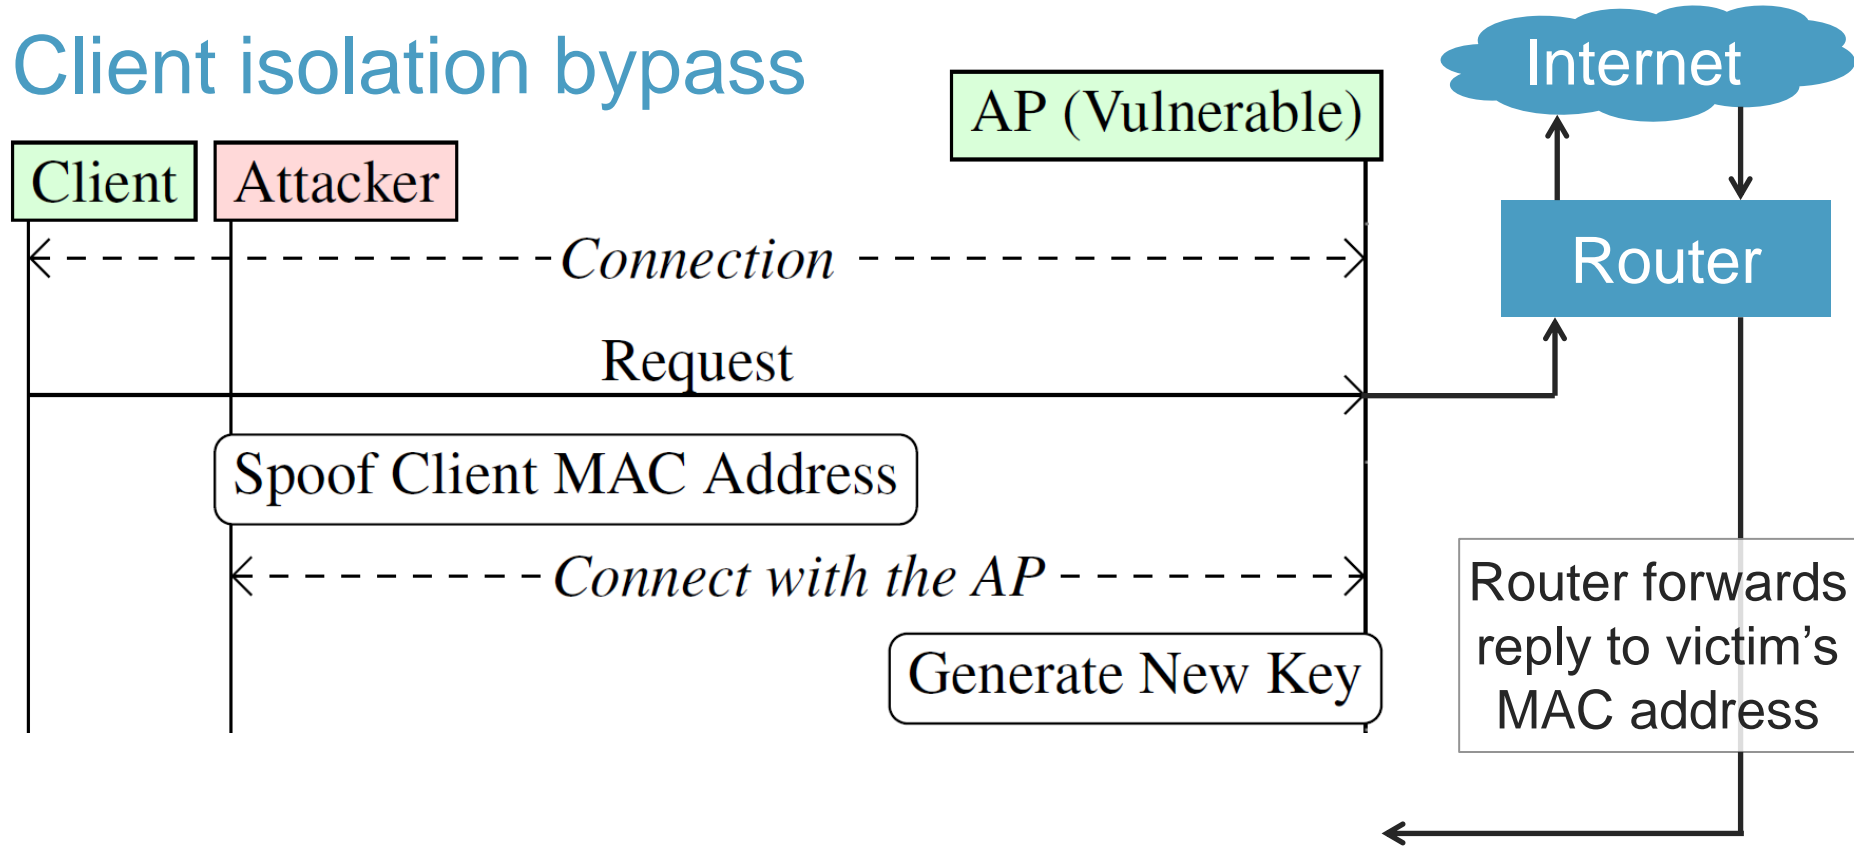 Client isolation bypass
Internet
AP (Vulnerable)
Client
Attacker
Connection
Router
Request
Spoof Client MAC Address
Connect with the AP
Generate New Key
Router forwards
reply to victim’s
MAC address